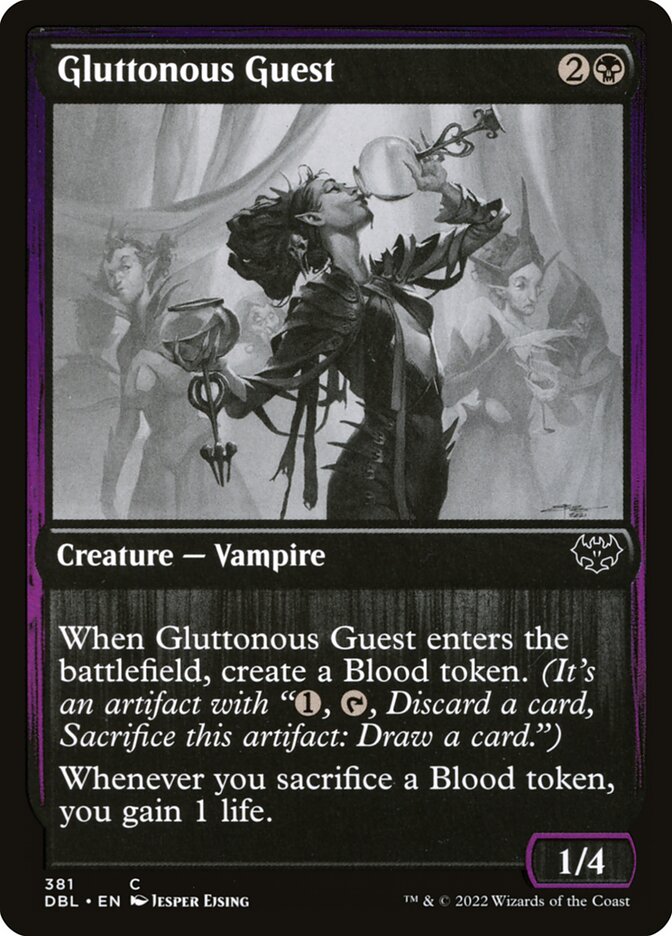 Gluttonous Guest 2
Creature — Vampire
When Gluttonous Guest enters the
battlefield, create a Blood token. (It's
an artifact with “1, , Discard a card,
Sacrifice this artifact: Draw a card.”)
Whenever you sacrifice a Blood token,
you gain 1 life.
1/4
381 C
DBL • EN Jesper Ejsing
™ & © 2022 Wizards of the Coast